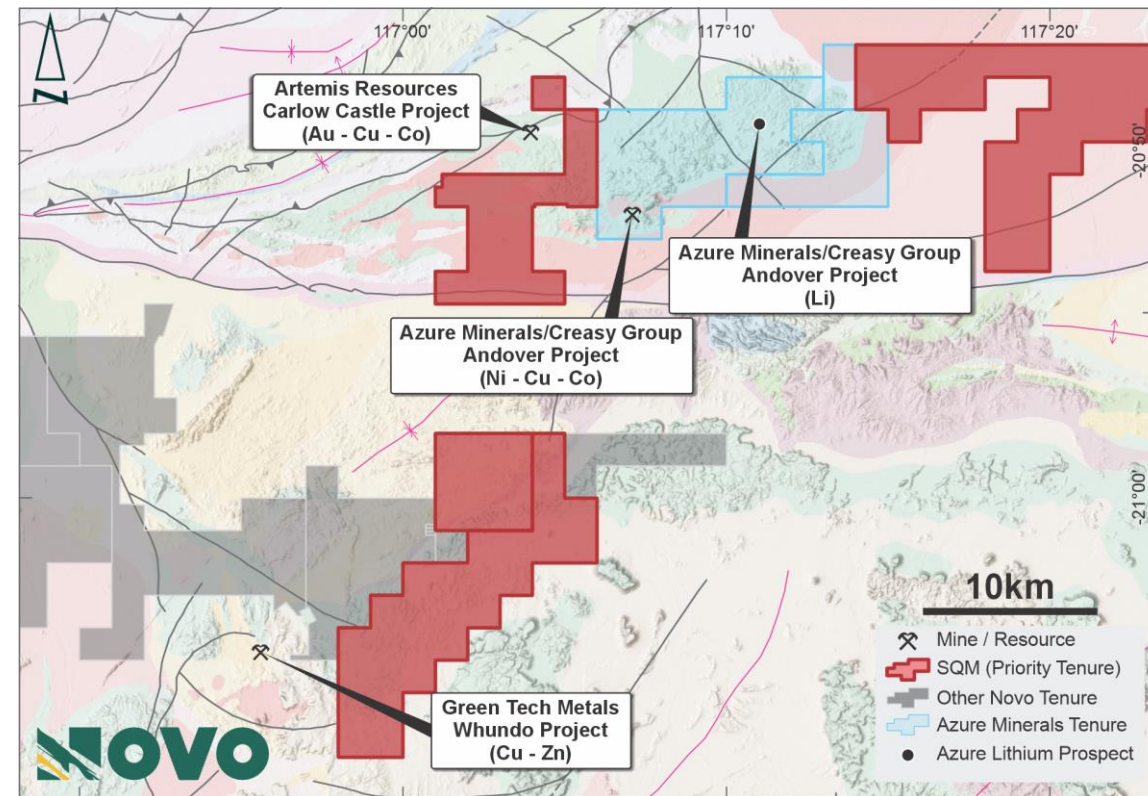 N
117°00'
117°10'
117°20'
-20°50'
-21°00'
Artemis Resources
Carlow Castle Project
(Au - Cu - Co)
Azure Minerals/Creasy Group
Andover Project
(Li)
Azure Minerals/Creasy Group
Andover Project
(Ni - Cu - Co)
Green Tech Metals
Whundo Project
(Cu - Zn)
10km
Mine / Resource
SQM (Priority Tenure)
Other Novo Tenure
Azure Minerals Tenure
Azure Lithium Prospect
NOVO